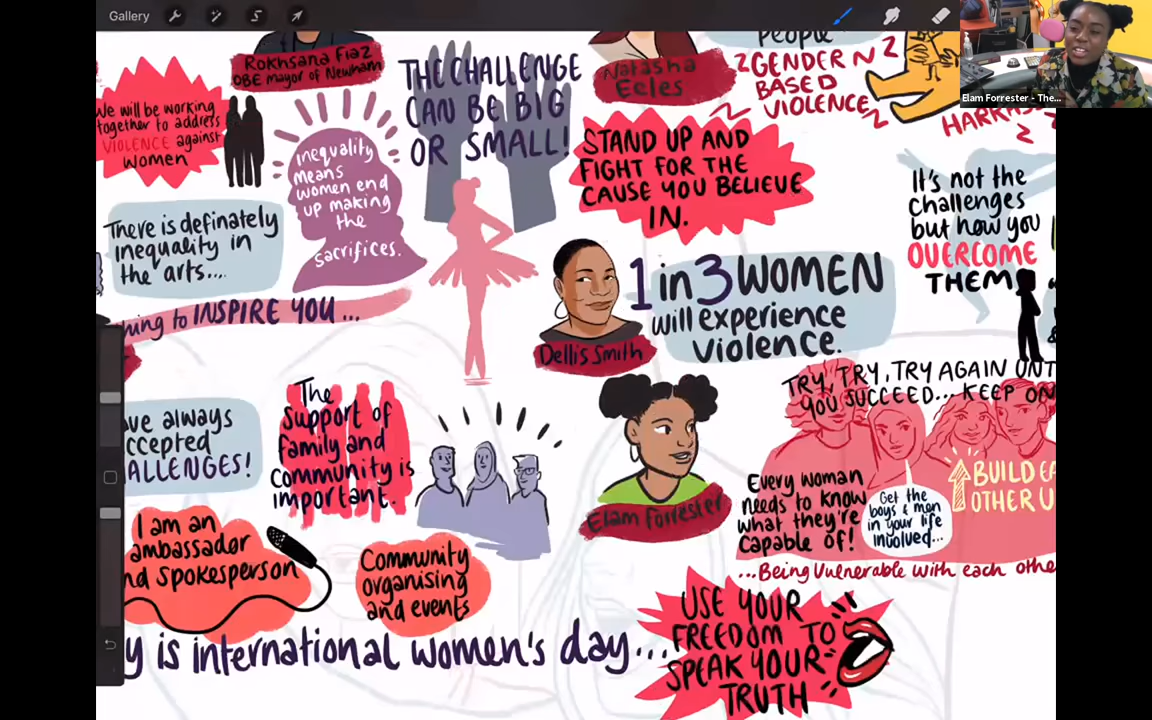 Gallery
Elam Forrester - The...
Rokhsana Fiaz
OBE Mayor of Newham
We will be working
together to address
VIOLENCE against
women
THE CHALLENGE
CAN BE BIG
OR SMALL!
Natasha
Eccles
PEOPLE
GENDER
BASED
VIOLENCE
inequality
means
women end
up making
the
sacrifices.
STAND UP AND
FIGHT FOR THE
CAUSE YOU BELIEVE
IN.
It's not the
challenges
but how you
OVERCOME
THEM
There is definately
inequality in
the arts....
hing to INSPIRE YOU ...
Dellis Smith
1 in 3 WOMEN
will experience
violence.
ve always
ccepted
ALLENGES!
The
support of
family and
community is
important.
Elam Forrester
TRY, TRY, TRY AGAIN UNT
YOU SUCCEED... KEEP ON
BUILD EA
OTHER U
Every woman
needs to know
what they're
capable of!
Get the
boys & men
in your life
involved...
...Being Vulnerable with each othe
I am an
ambassador
nd spokesperson
Community
organising
and events
y is international women's day...
USE YOUR
FREEDOM TO
SPEAK YOUR
TRUTH